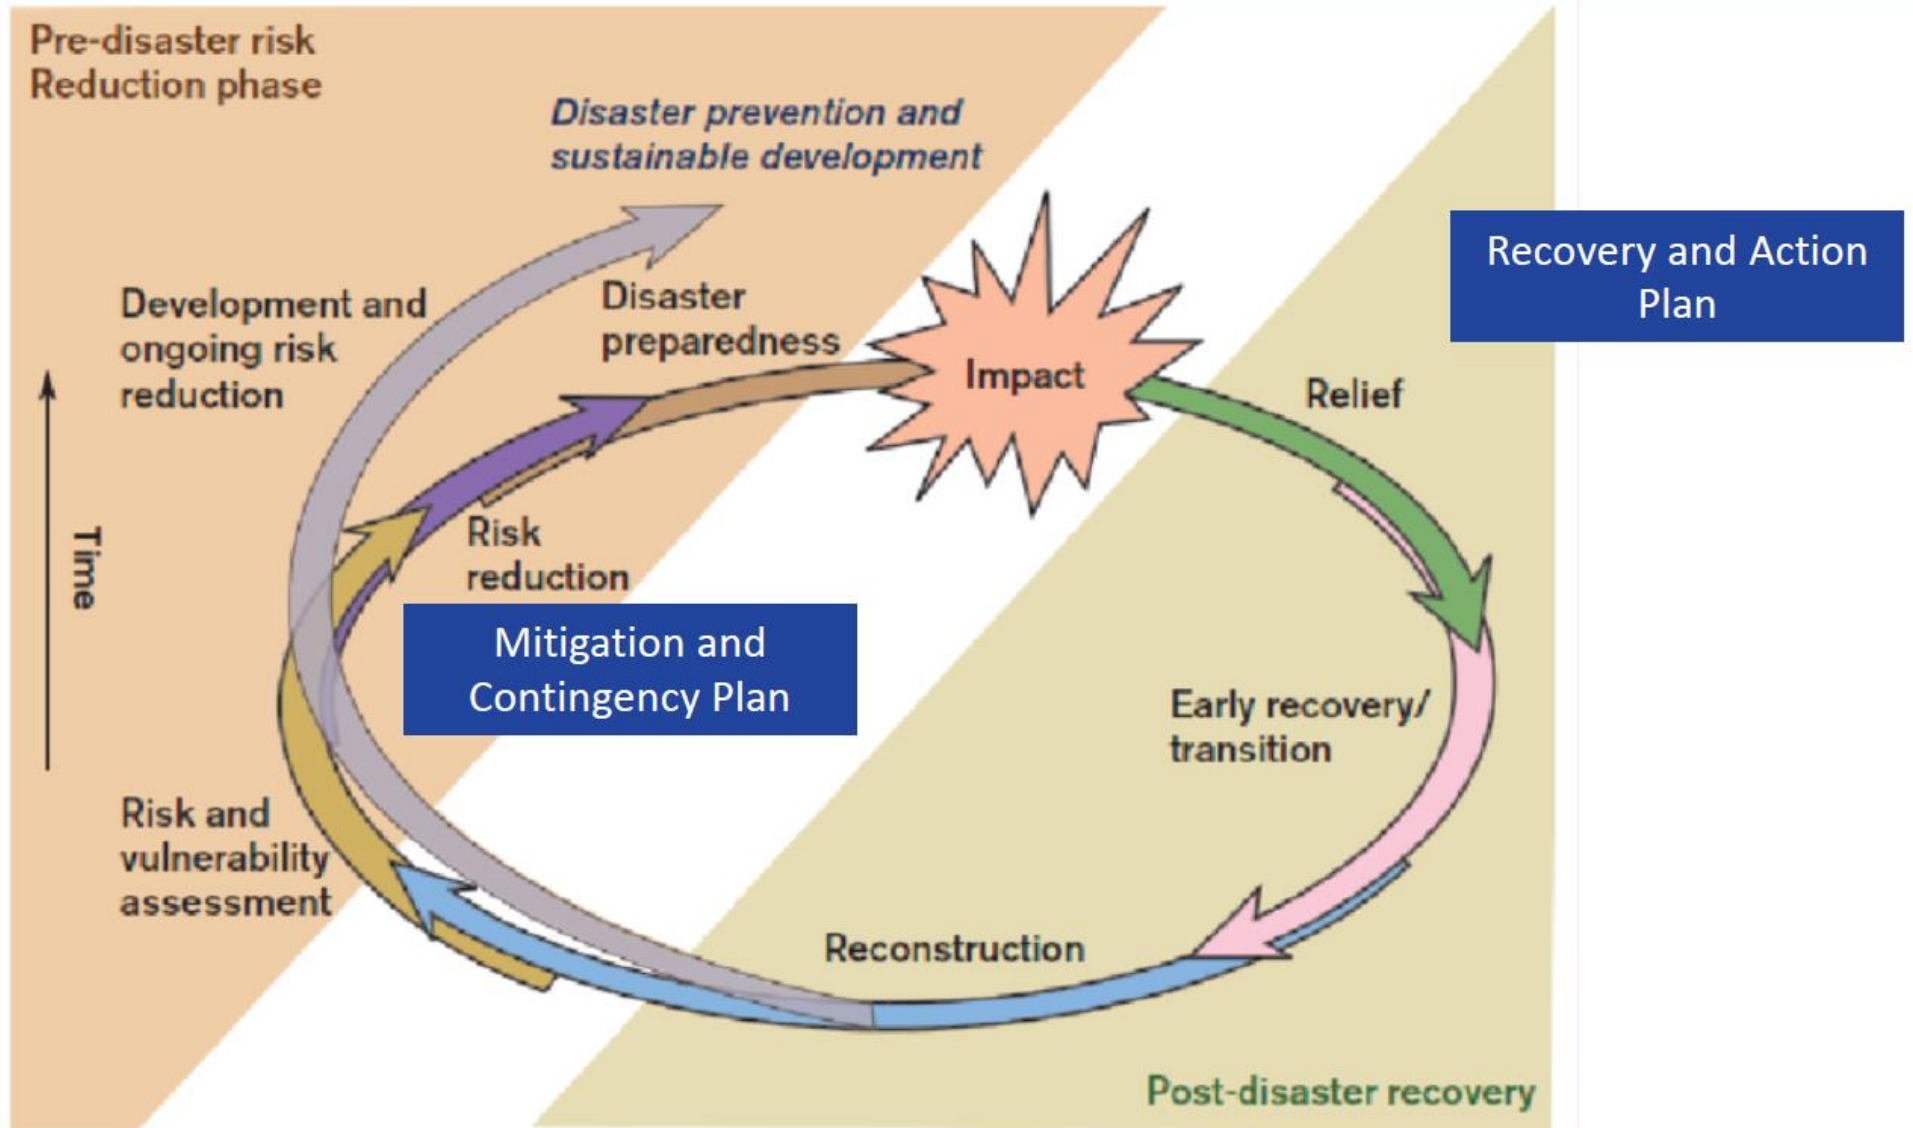 Pre-disaster risk
Reduction phase
Disaster prevention and
sustainable development
Recovery and Action
Plan
Development and
ongoing risk
reduction
Disaster
preparedness
Impact
Relief
Time
Risk
reduction
Mitigation and
Contingency Plan
Early recovery/
transition
Risk and
vulnerability
assessment
Reconstruction
Post-disaster recovery